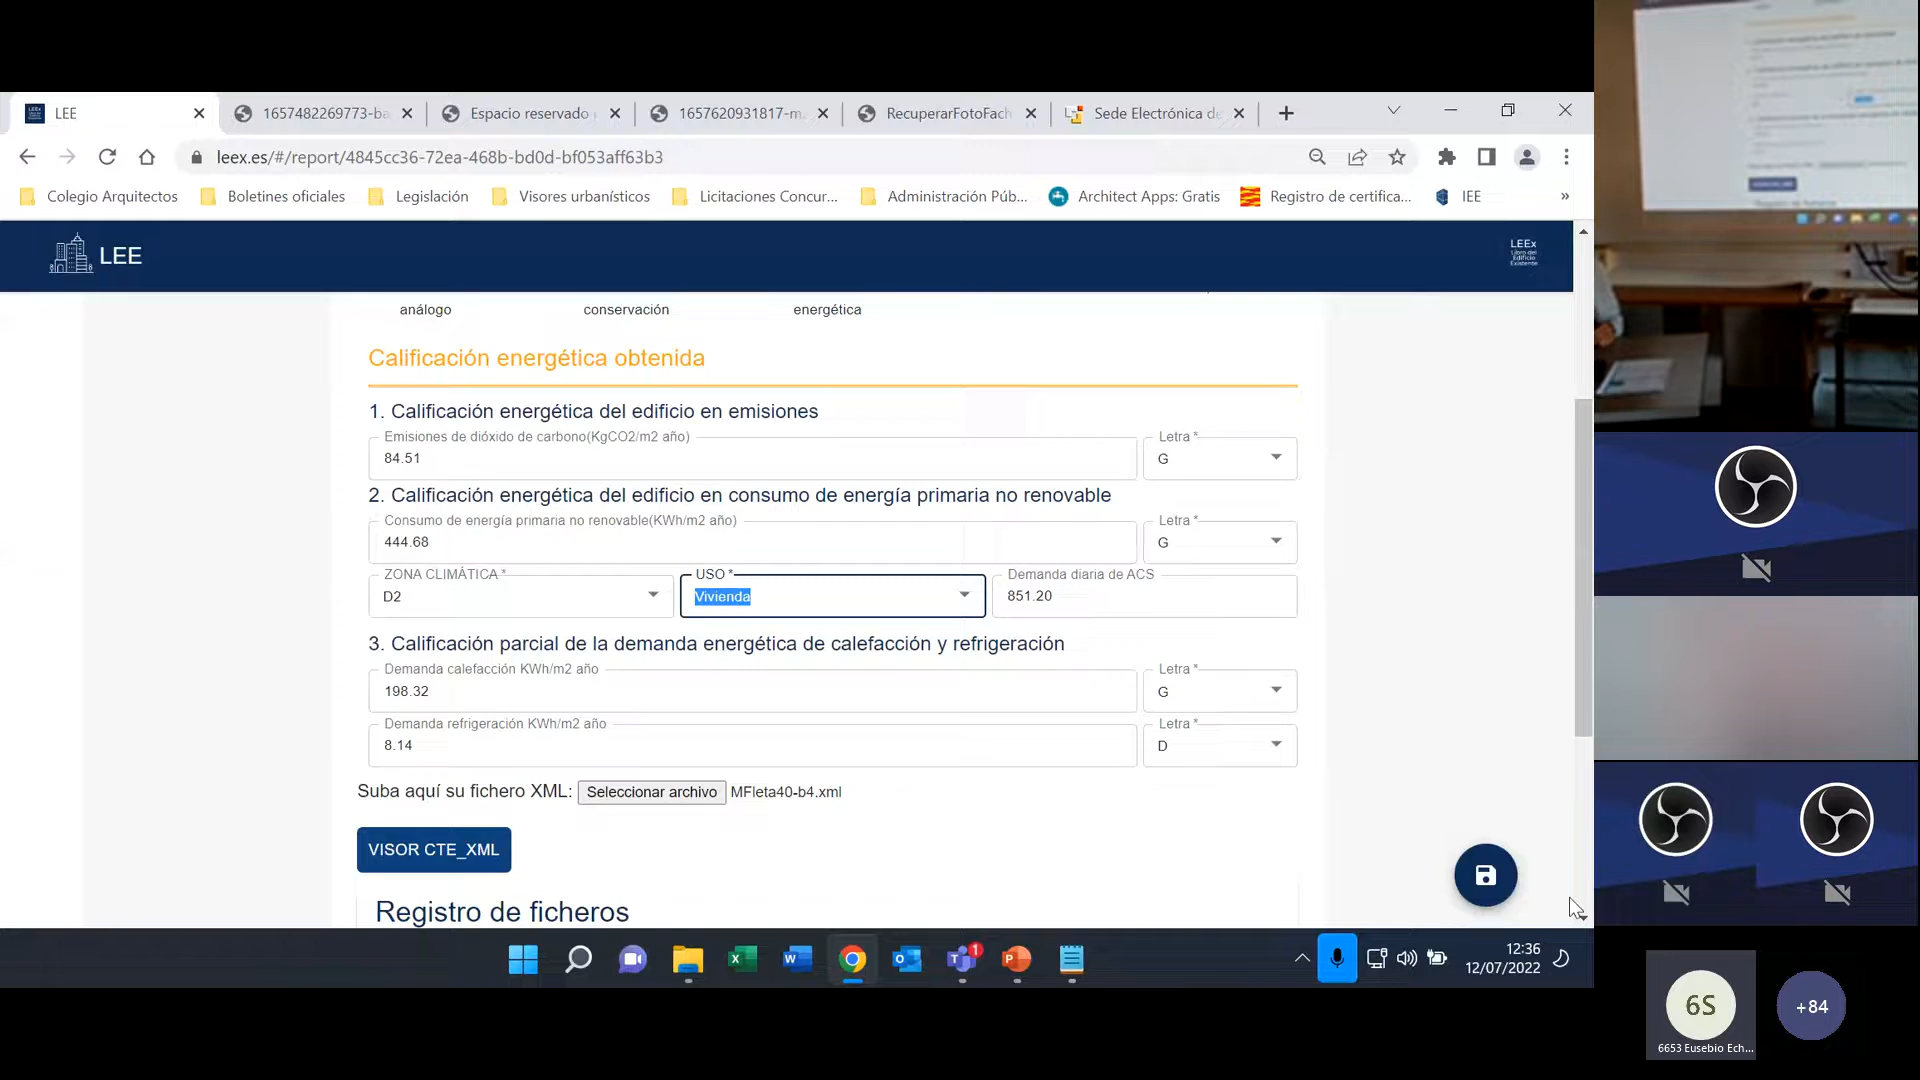 LEE
1657482269773-ba
Espacio reservado
1657620931817-m
RecuperarFotoFach
Sede Electrónica de
leex.es/#/report/4845cc36-72ea-468b-bd0d-bf053aff63b3
Colegio Arquitectos
Boletines oficiales
Legislación
Visores urbanísticos
Licitaciones Concur...
Administración Púb...
Architect Apps: Gratis
Registro de certifica...
IEE
»
LEE
LEEx
Libro del
Edificio
Existente
análogo
conservación
energética
Calificación energética obtenida
1. Calificación energética del edificio en emisiones
Emisiones de dióxido de carbono(KgCO2/m2 año)
84.51
Letra *
G
2. Calificación energética del edificio en consumo de energía primaria no renovable
Consumo de energía primaria no renovable(KWh/m2 año)
444.68
Letra *
G
ZONA CLIMÁTICA *
D2
USO *
Vivienda
Demanda diaria de ACS
851.20
3. Calificación parcial de la demanda energética de calefacción y refrigeración
Demanda calefacción KWh/m2 año
198.32
Letra *
G
Demanda refrigeración KWh/m2 año
8.14
Letra *
D
Suba aquí su fichero XML: Seleccionar archivo MFleta40-b4.xml
VISOR CTE_XML
Registro de ficheros
1
12:36
12/07/2022
6S
6653 Eusebio Ech...
+84